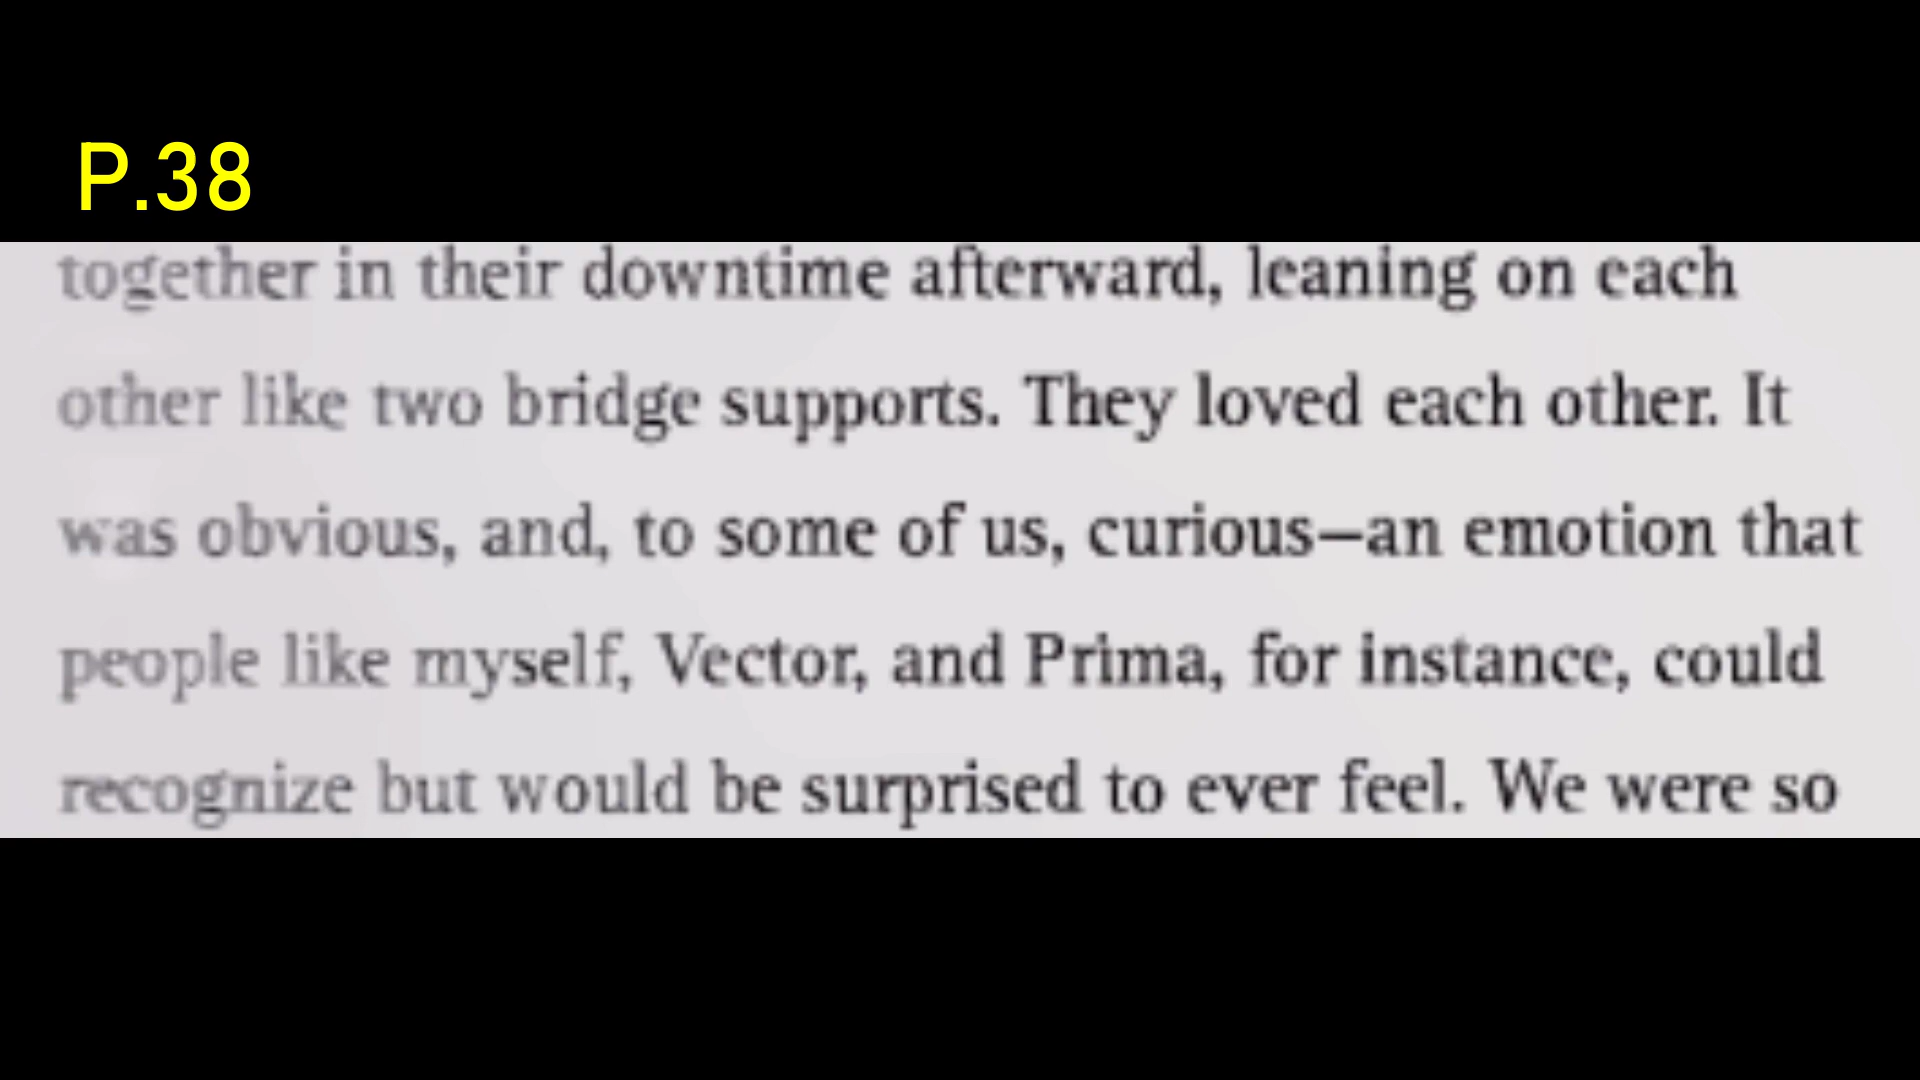 P.38
together in their downtime afterward, leaning on each
other like two bridge supports. They loved each other. It
was obvious, and, to some of us, curious—an emotion that
people like myself, Vector, and Prima, for instance, could
recognize but would be surprised to ever feel. We were so